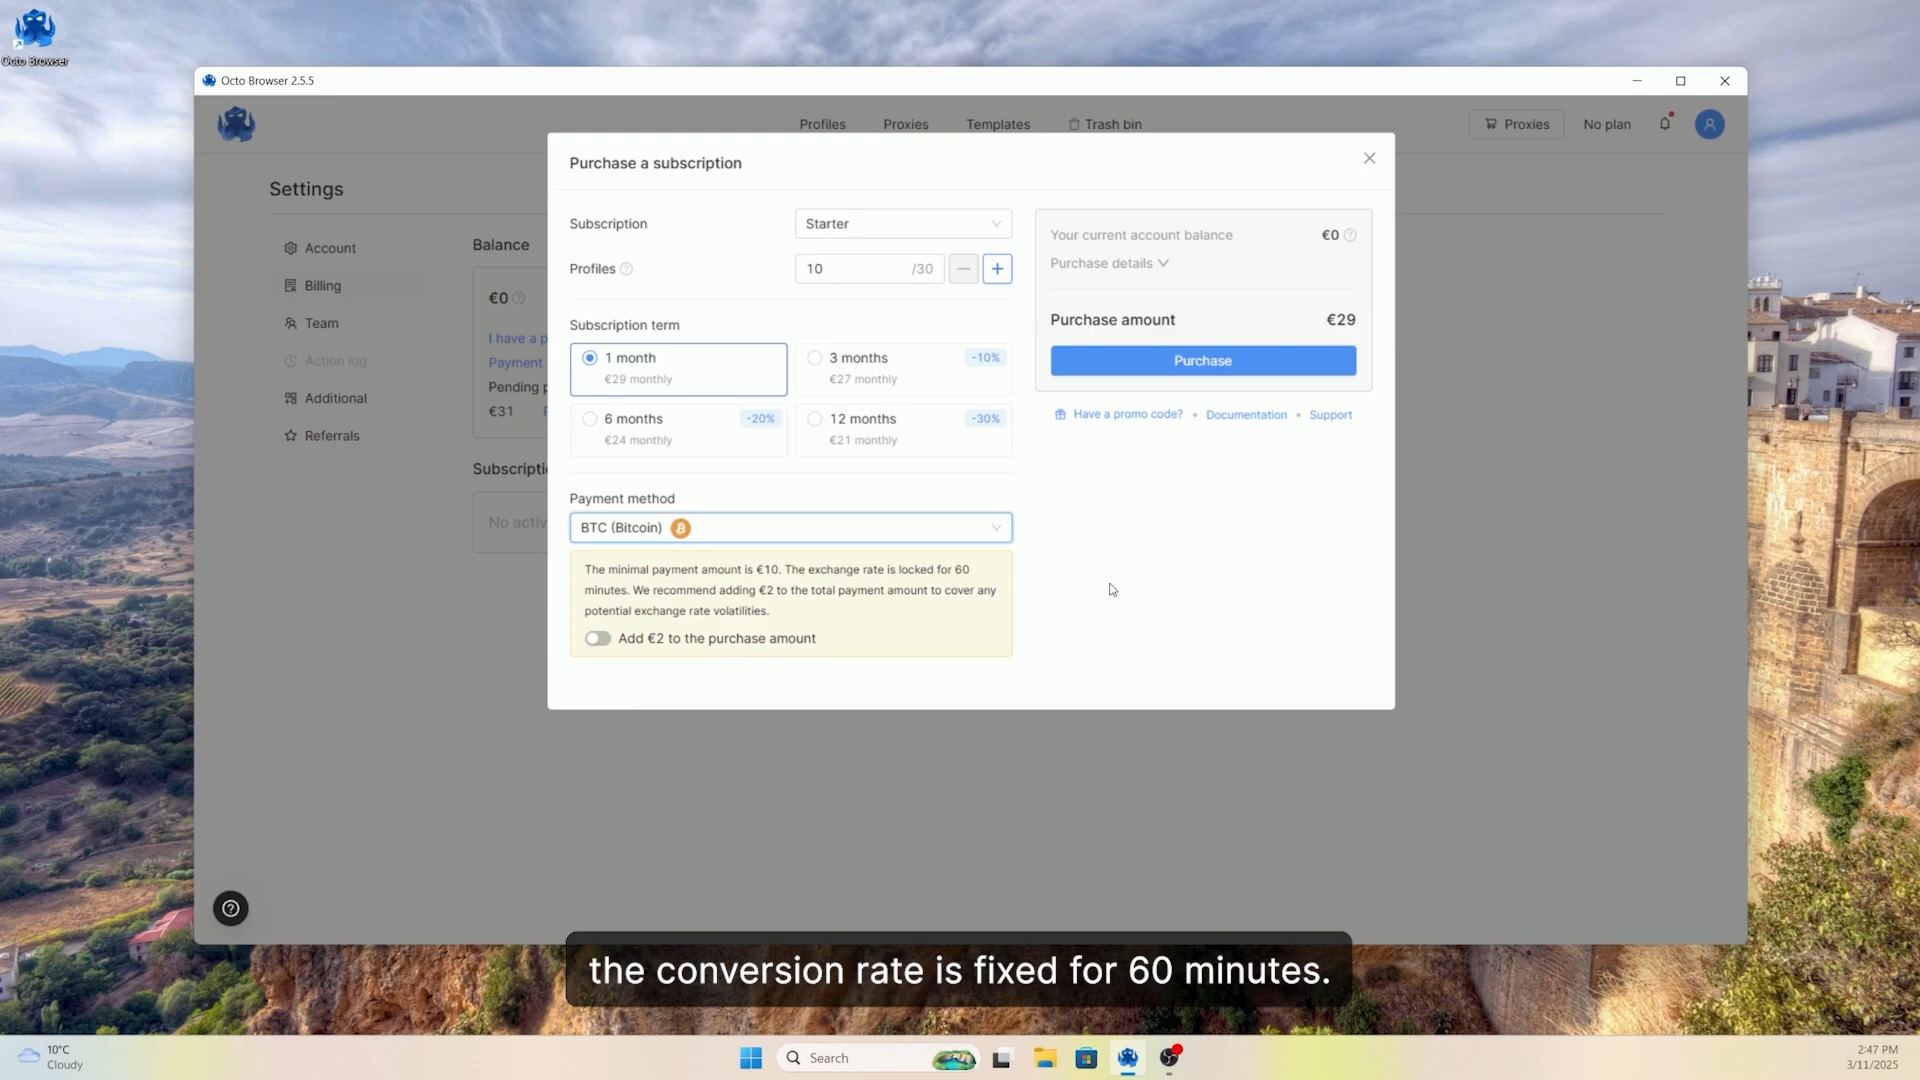 Octo Browser
Octo Browser 2.5.5
Profiles
Proxies
Templates
Trash bin
Proxies
No plan
Settings
Account
Billing
Team
Action log
Additional
Referrals
Balance
€0
I have a p
Payment
Pending p
€31
Subscripti
No activ
Purchase a subscription
Subscription
Starter
Profiles
10 /30
Subscription term
1 month
€29 monthly
3 months -10%
€27 monthly
6 months -20%
€24 monthly
12 months -30%
€21 monthly
Payment method
BTC (Bitcoin)
The minimal payment amount is €10. The exchange rate is locked for 60
minutes. We recommend adding €2 to the total payment amount to cover any
potential exchange rate volatilities.
Add €2 to the purchase amount
Your current account balance €0
Purchase details
Purchase amount €29
Purchase
Have a promo code? • Documentation • Support
the conversion rate is fixed for 60 minutes.
10°C
Cloudy
Search
2:47 PM
3/11/2025